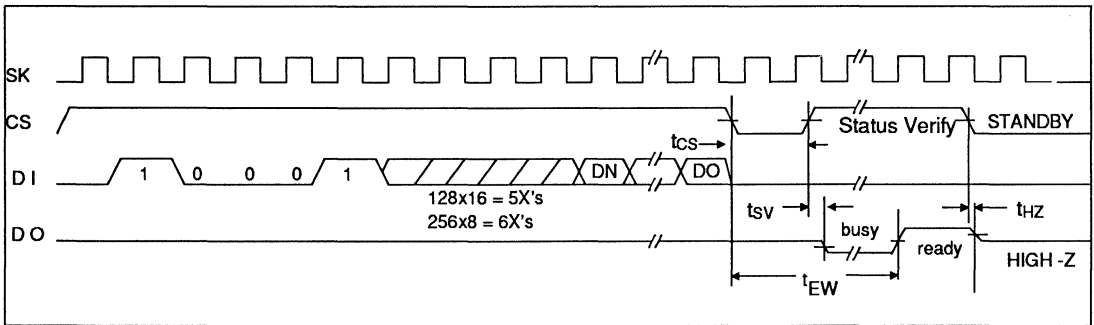 SK
CS
Status Verify
STANDBY
tCS
DI
1 0 0 0 1
DN
DO
128x16 = 5X's
256x8 = 6X's
tSV
tHZ
DO
busy
ready
HIGH -Z
tEW